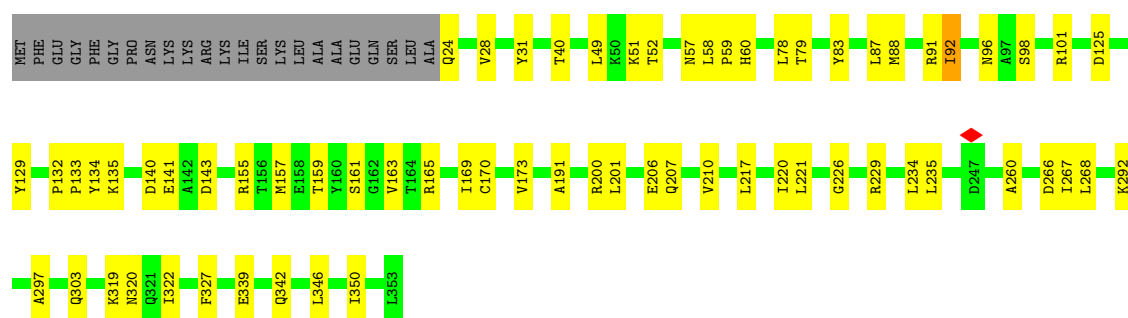 MET PHE GLU GLY PHE GLY PRO ASN LYS LYS ARG LYS ILE SER LYS LEU ALA ALA GLU GLN SER LEU ALA Q24 V28 Y31 T40 L49 K50 K51 T52 N57 L58 P59 H60 L78 T79 Y83 L87 M88 R91 I92 N96 A97 S98 R101 D125
Y129 P132 P133 Y134 K135 D140 E141 A142 D143 R155 T156 M157 E158 T159 Y160 S161 G162 V163 T164 R165 I169 C170 V173 A191 R200 L201 E206 Q207 V210 L217 I220 L221 G226 R229 L234 L235 D247 A260 D266 I267 L268 K292
A297 Q303 K319 N320 Q321 I322 F327 E339 Q342 L346 I350 L353